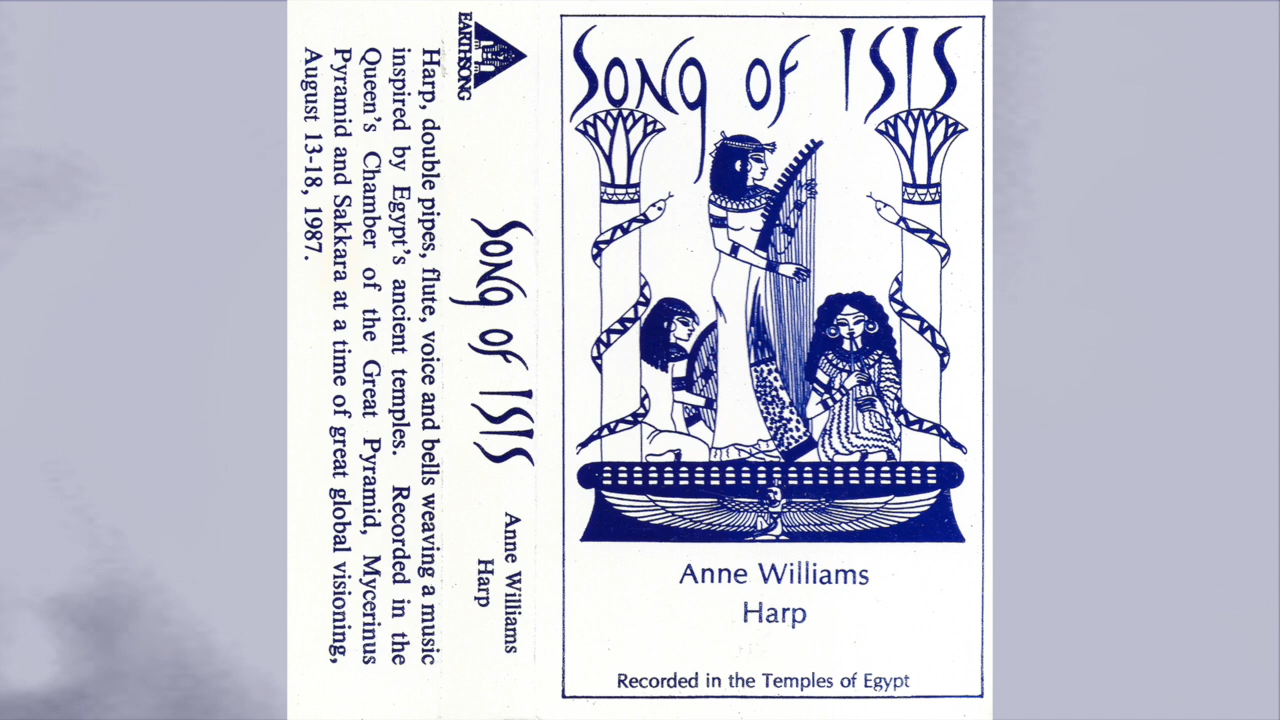 SONG OF ISIS
Anne Williams
Harp
Recorded in the Temples of Egypt
EARTHSONG
SONG OF ISIS
Anne Williams
Harp
Harp, double pipes, flute, voice and bells weaving a music
inspired by Egypt's ancient temples. Recorded in the
Queen's Chamber of the Great Pyramid, Mycerinus
Pyramid and Sakkara at a time of great global visioning,
August 13-18, 1987.